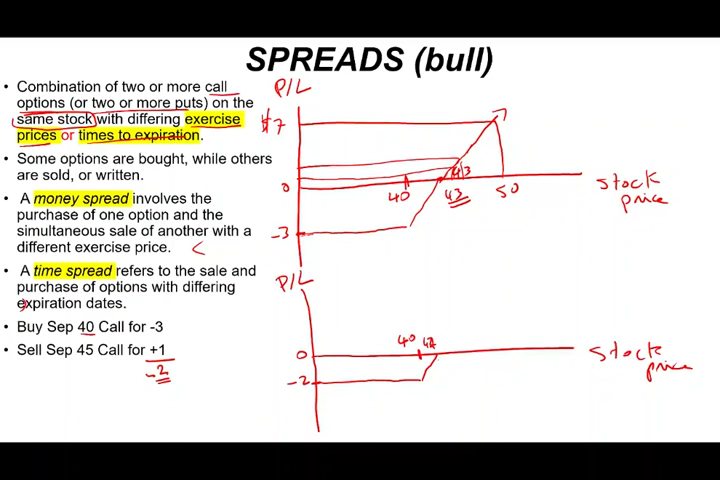 SPREADS (bull)
• Combination of two or more call
options (or two or more puts) on the
same stock with differing exercise
prices or times to expiration.
• Some options are bought, while others
are sold, or written.
• A money spread involves the
purchase of one option and the
simultaneous sale of another with a
different exercise price.
• A time spread refers to the sale and
purchase of options with differing
expiration dates.
• Buy Sep 40 Call for -3
• Sell Sep 45 Call for +1
-2
P/L
$7
0
-3
40
43
43
50
stock
price
P/L
0
-2
40
42
stock
price